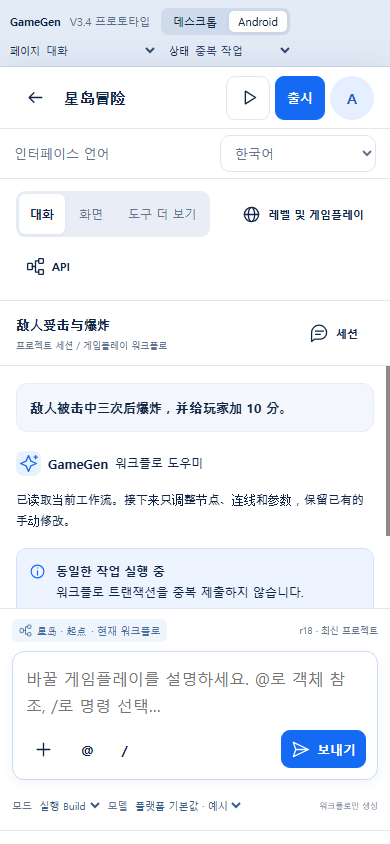 GameGen V3.4 프로토타입 데스크톱 Android
페이지 대화 상태 중복 작업
星岛冒险 출시 A
인터페이스 언어 한국어
대화 화면 도구 더 보기 레벨 및 게임플레이
API
敌人受击与爆炸
프로젝트 세션 / 게임플레이 워크플로
세션
敌人被击中三次后爆炸，并给玩家加 10 分。
GameGen 워크플로 도우미
已读取当前工作流。接下来只调整节点、连线和参数，保留已有的
手动修改。
동일한 작업 실행 중
워크플로 트랜잭션을 중복 제출하지 않습니다.
星岛 · 起点 · 현재 워크플로 r18 · 최신 프로젝트
바꿀 게임플레이를 설명하세요. @로 객체 참
조, /로 명령 선택...
@ / 보내기
모드 실행 Build 모델 플랫폼 기본값 · 예시 워크플로만 생성